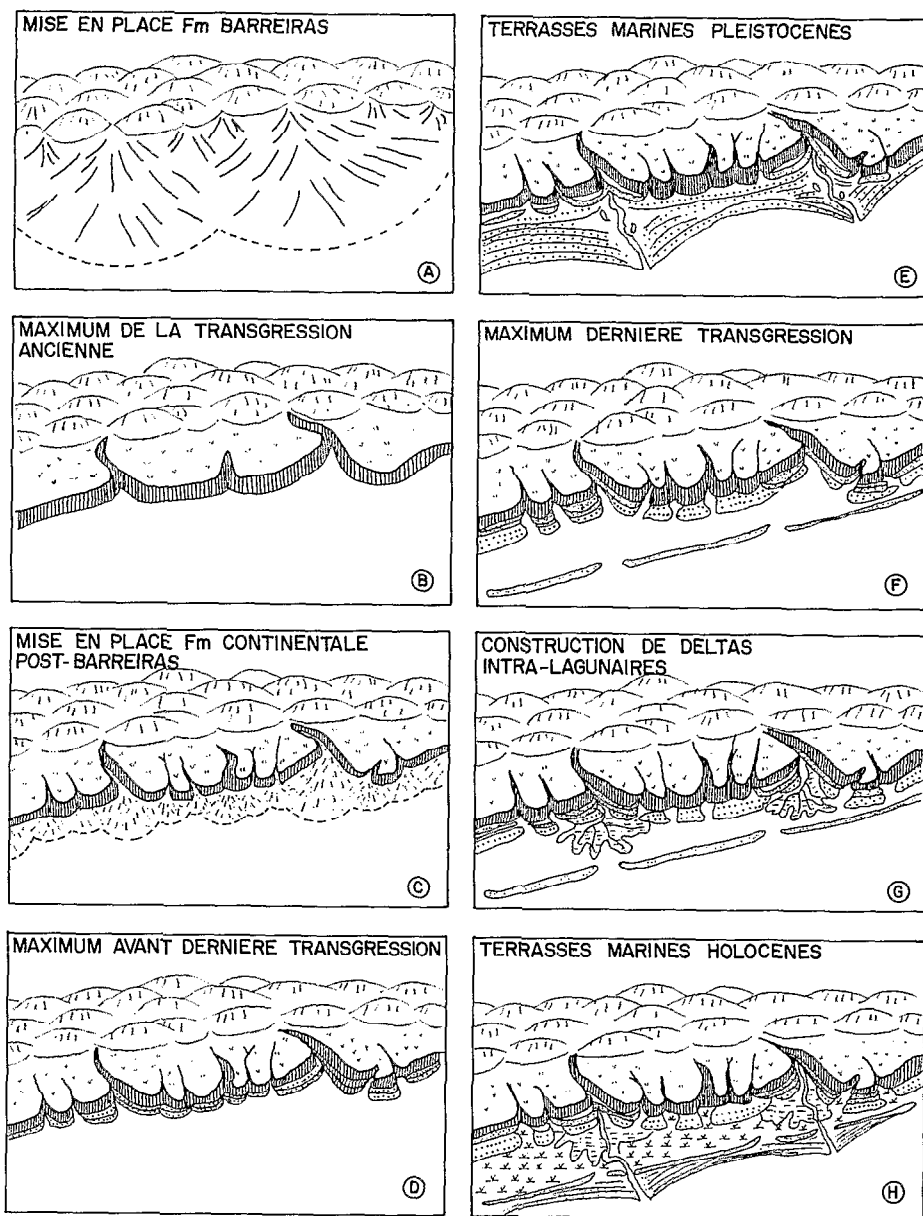 MISE EN PLACE Fm BARREIRAS
A
MAXIMUM DE LA TRANSGRESSION
ANCIENNE
B
MISE EN PLACE Fm CONTINENTALE
POST-BARREIRAS
C
MAXIMUM AVANT DERNIERE TRANSGRESSION
D
TERRASSES MARINES PLEISTOCENES
E
MAXIMUM DERNIERE TRANSGRESSION
F
CONSTRUCTION DE DELTAS
INTRA-LAGUNAIRES
G
TERRASSES MARINES HOLOCENES
H